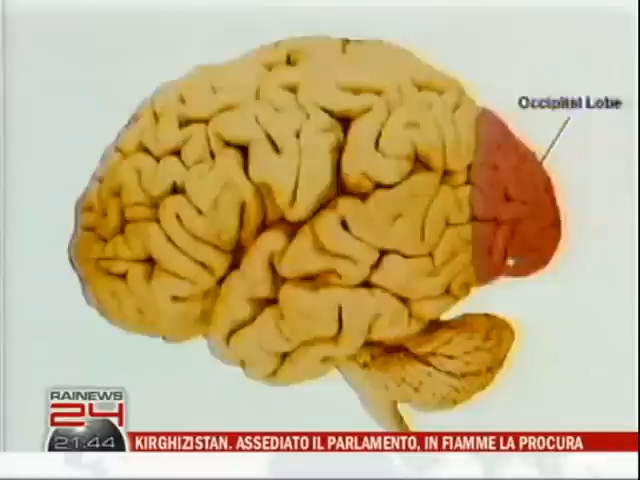 Occipital Lobe
RAINEWS
24
21:44
KIRGHIZISTAN. ASSEDIATO IL PARLAMENTO, IN FIAMME LA PROCURA